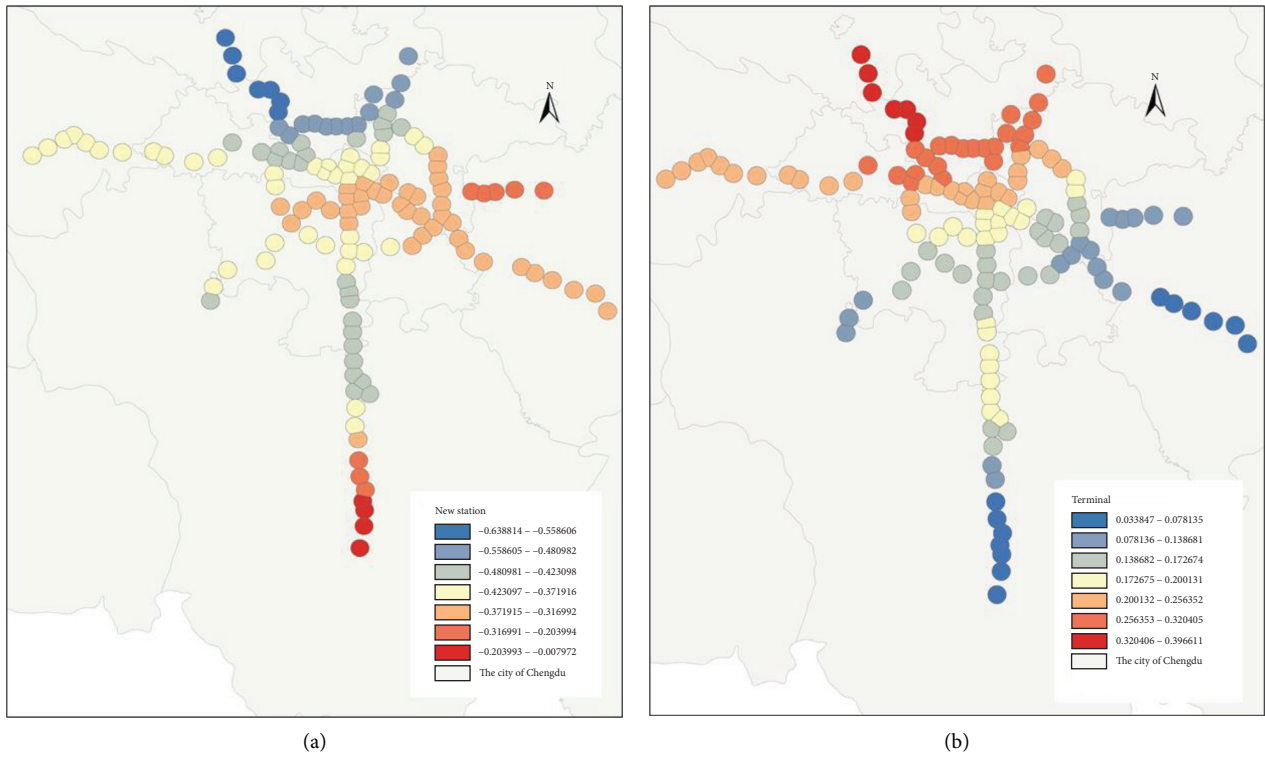 N
New station
–0.638814 – –0.558606
–0.558605 – –0.480982
–0.480981 – –0.423098
–0.423097 – –0.371916
–0.371915 – –0.316992
–0.316991 – –0.203994
–0.203993 – –0.007972
The city of Chengdu
(a)
N
Terminal
0.033847 – 0.078135
0.078136 – 0.138681
0.138682 – 0.172674
0.172675 – 0.200131
0.200132 – 0.256352
0.256353 – 0.320405
0.320406 – 0.396611
The city of Chengdu
(b)